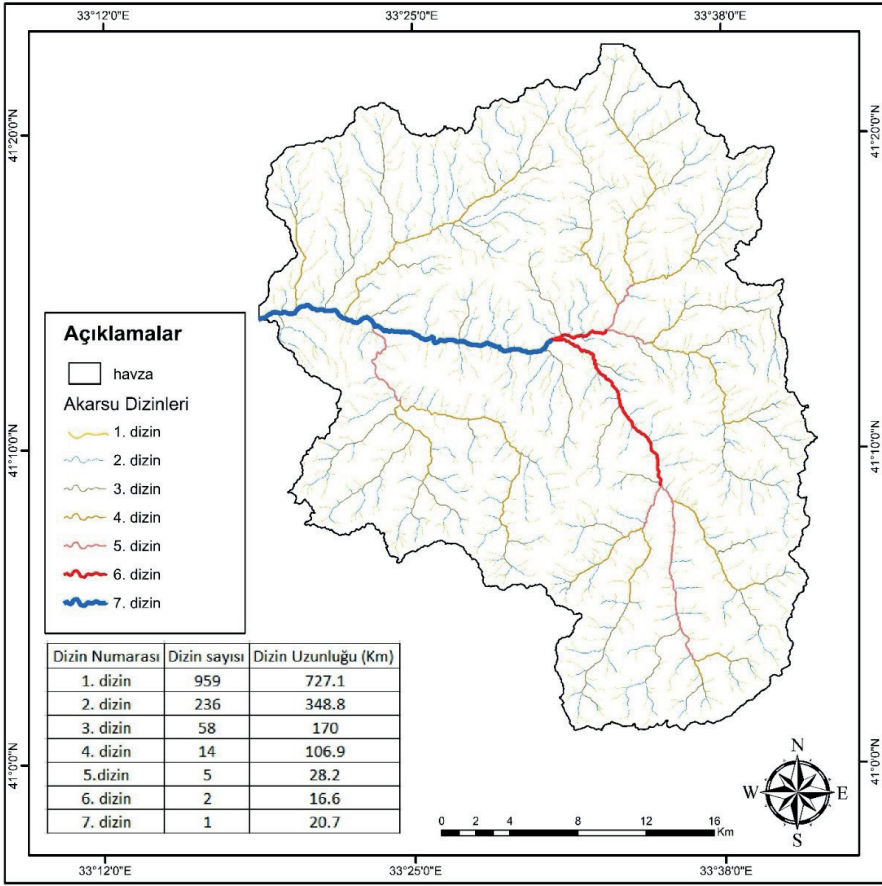 33°12'0"E 33°25'0"E 33°38'0"E
41°20'0"N 41°20'0"N
Açıklamalar
havza
Akarsu Dizinleri
1. dizin
2. dizin
3. dizin
4. dizin
5. dizin
6. dizin
7. dizin
41°10'0"N 41°10'0"N
Dizin Numarası Dizin sayısı Dizin Uzunluğu (Km)
1. dizin 959 727.1
2. dizin 236 348.8
3. dizin 58 170
4. dizin 14 106.9
5.dizin 5 28.2
6. dizin 2 16.6
7. dizin 1 20.7
41°0'0"N 41°0'0"N
N
W E
S
0 2 4 8 12 16
Km
33°12'0"E 33°25'0"E 33°38'0"E